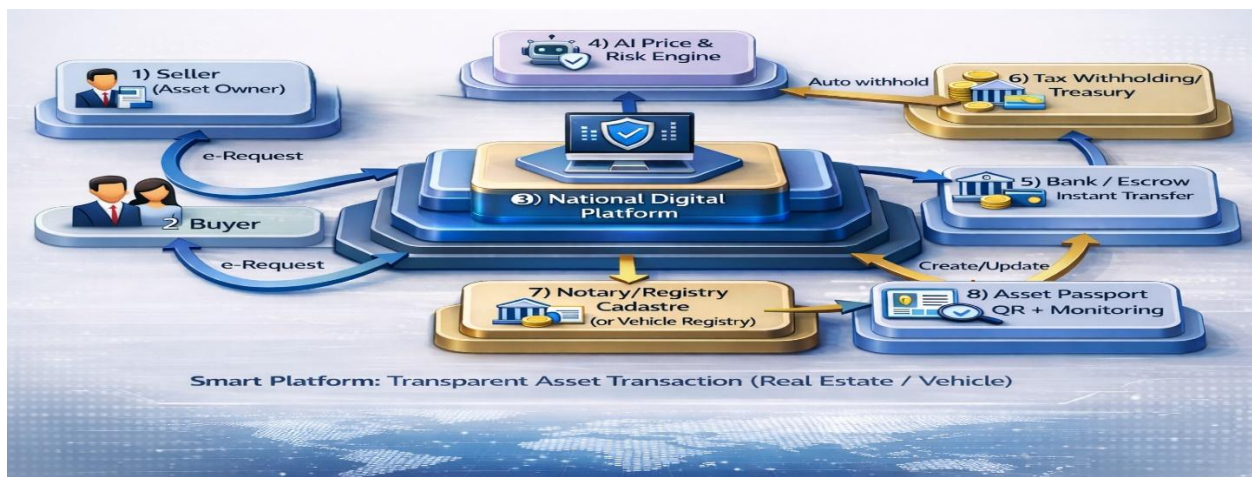 1) Seller
(Asset Owner)
e-Request
2 Buyer
e-Request
3) National Digital
Platform
4) AI Price &
Risk Engine
Auto withhold
6) Tax Withholding/
Treasury
5) Bank / Escrow
Instant Transfer
Create/Update
7) Notary/Registry
Cadastre
(or Vehicle Registry)
8) Asset Passport
QR + Monitoring
Smart Platform: Transparent Asset Transaction (Real Estate / Vehicle)